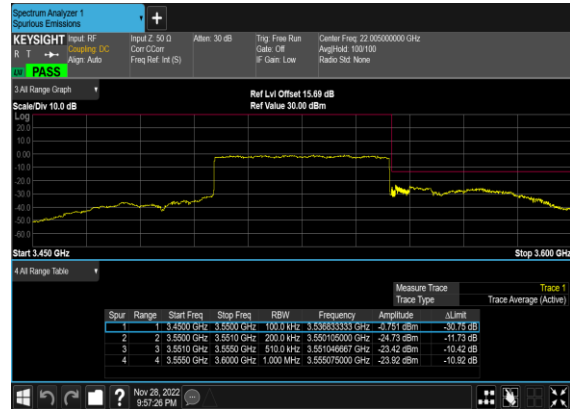 Spectrum Analyzer 1
Spurious Emissions
+
KEYSIGHT Input: RF Input Z: 50 Ω Atten: 30 dB Trig: Free Run Center Freq: 22.005000000 GHz
R T Coupling: DC Corr CCorr Gate: Off Avg|Hold: 100/100
Align: Auto Freq Ref: Int (S) IF Gain: Low Radio Std: None
PASS
3 All Range Graph
Ref Lvl Offset 15.69 dB
Scale/Div 10.0 dB Ref Value 30.00 dBm
Log
20.0
10.0
0.00
-10.0
-20.0
-30.0
-40.0
-50.0
-60.0
Start 3.450 GHz Stop 3.600 GHz
4 All Range Table
Measure Trace Trace 1
Trace Type Trace Average (Active)
Spur Range Start Freq Stop Freq RBW Frequency Amplitude ΔLimit
1 1 3.4500 GHz 3.5500 GHz 100.0 kHz 3.536833333 GHz -0.751 dBm -30.75 dB
2 2 3.5500 GHz 3.5510 GHz 200.0 kHz 3.550105000 GHz -24.73 dBm -11.73 dB
3 3 3.5510 GHz 3.5550 GHz 510.0 kHz 3.551046667 GHz -23.42 dBm -10.42 dB
4 4 3.5550 GHz 3.6000 GHz 1.000 MHz 3.555075000 GHz -23.92 dBm -10.92 dB
? Nov 28, 2022
9:57:26 PM